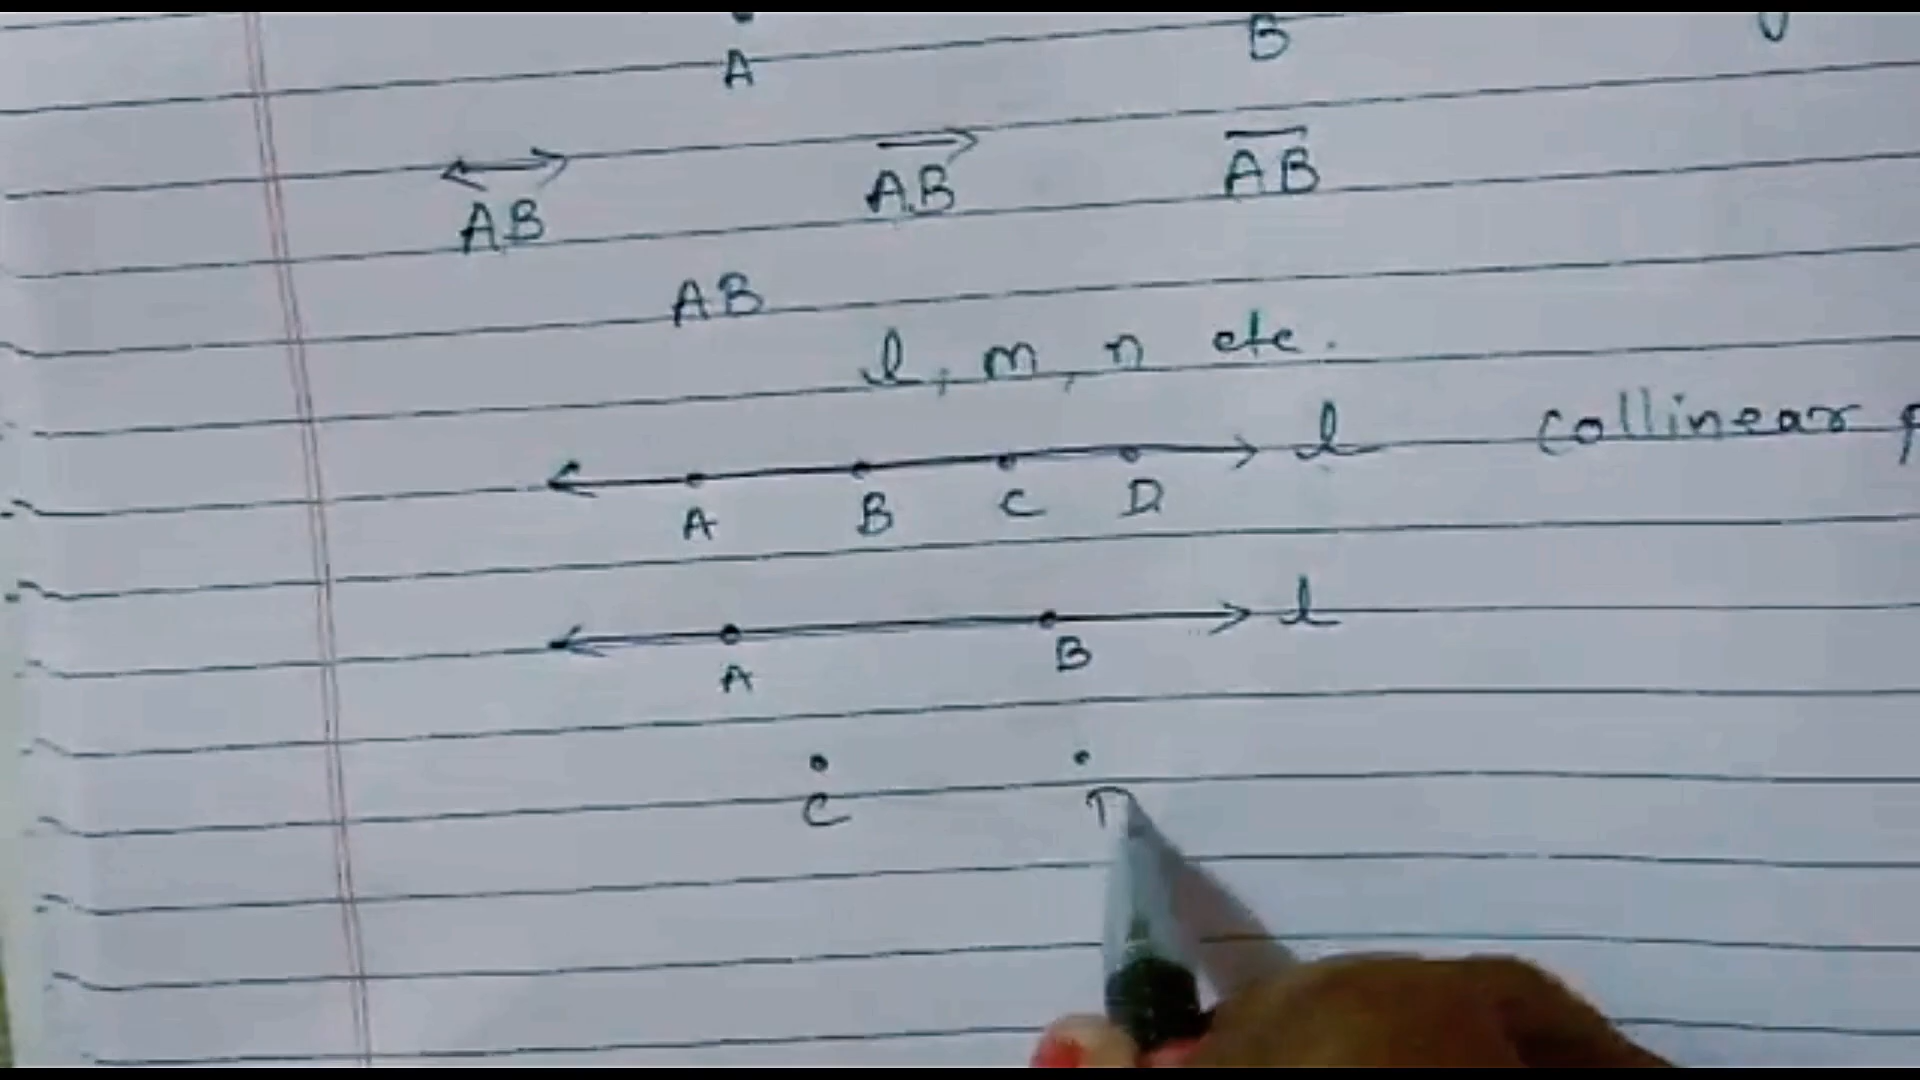 A B
AB AB AB
AB
l, m, n etc.
l collinear
A B C D
l
A B
C D